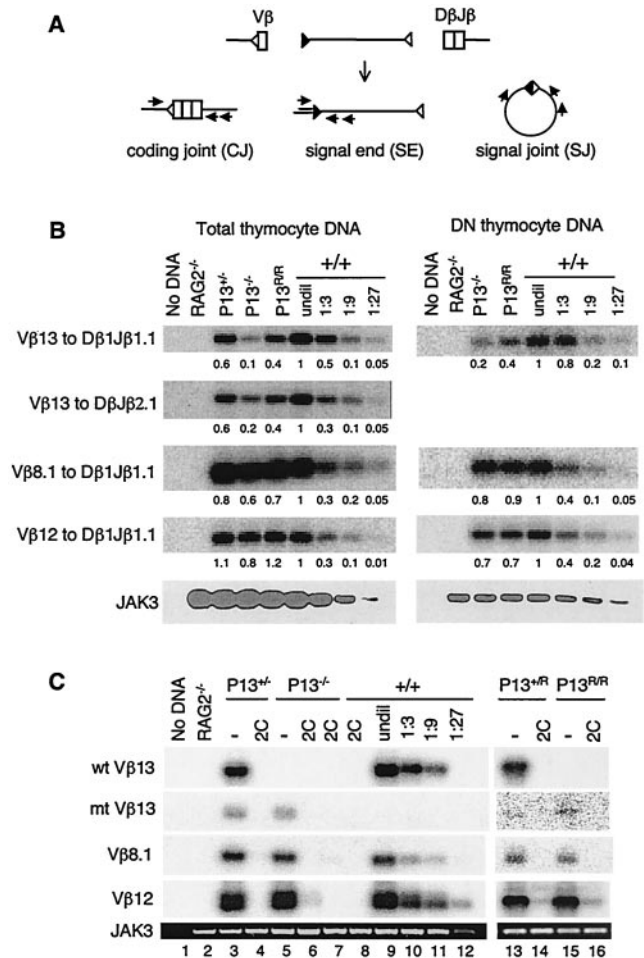 A
Vβ
DβJβ
coding joint (CJ) signal end (SE) signal joint (SJ)
B
Total thymocyte DNA DN thymocyte DNA
No DNA RAG2-/- P13+/- P13-/- P13R/R +/+ undil 1:3 1:9 1:27
No DNA RAG2-/- P13-/- P13R/R +/+ undil 1:3 1:9 1:27
Vβ13 to Dβ1Jβ1.1
0.6 0.1 0.4 1 0.5 0.1 0.05
0.2 0.4 1 0.8 0.2 0.1
Vβ13 to DβJβ2.1
0.6 0.2 0.4 1 0.3 0.1 0.05
Vβ8.1 to Dβ1Jβ1.1
0.8 0.6 0.7 1 0.3 0.2 0.05
0.8 0.9 1 0.4 0.1 0.05
Vβ12 to Dβ1Jβ1.1
1.1 0.8 1.2 1 0.3 0.1 0.01
0.7 0.7 1 0.4 0.2 0.04
JAK3
C
P13+/- P13-/- +/+ P13+/R P13R/R
No DNA RAG2-/- - 2C - 2C 2C 2C undil 1:3 1:9 1:27 - 2C - 2C
wt Vβ13
mt Vβ13
Vβ8.1
Vβ12
JAK3
1 2 3 4 5 6 7 8 9 10 11 12 13 14 15 16